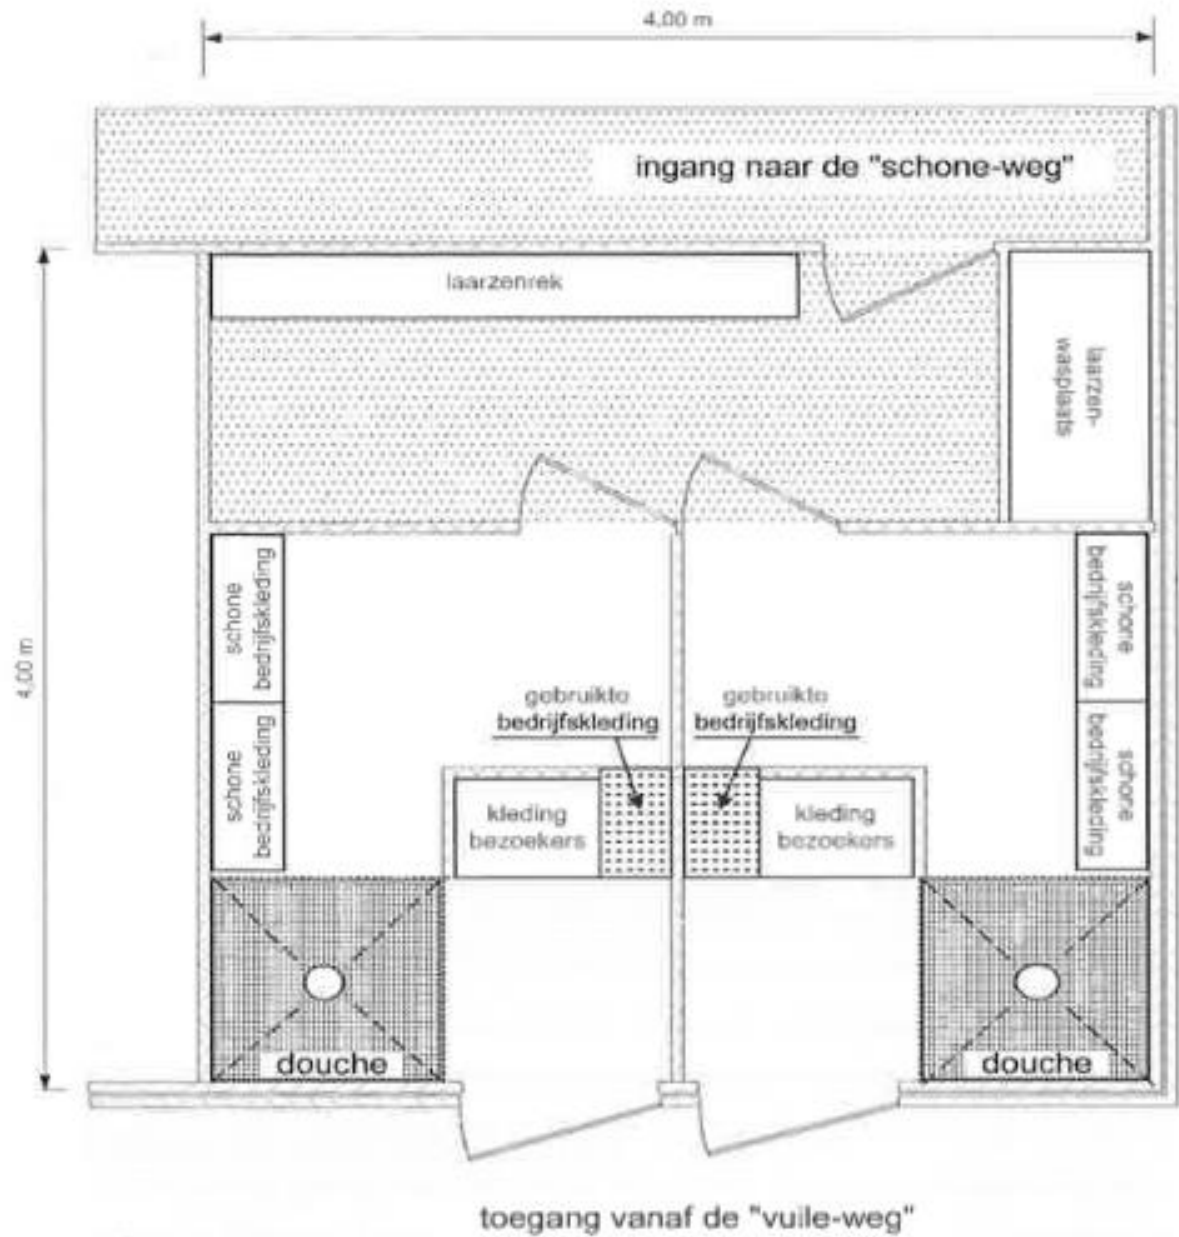 4,00 m
ingang naar de "schone-weg"
laarzenrek
laarzen-
wasplaats
4,00 m
schone
bedrijfskleding
schone
bedrijfskleding
schone
bedrijfskleding
schone
bedrijfskleding
gebruikte
bedrijfskleding
gebruikte
bedrijfskleding
kleding
bezoekers
kleding
bezoekers
douche
douche
toegang vanaf de "vuile-weg"